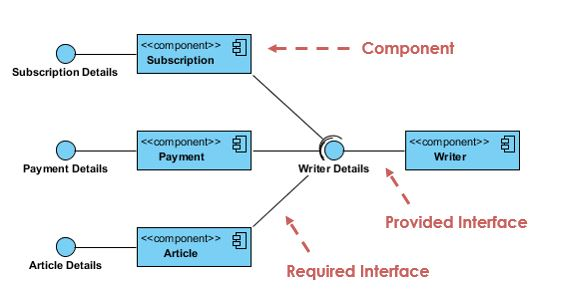 <<component>>
Subscription
Component
Subscription Details
<<component>>
Payment
<<component>>
Writer
Payment Details
Writer Details
Provided Interface
<<component>>
Article
Article Details
Required Interface